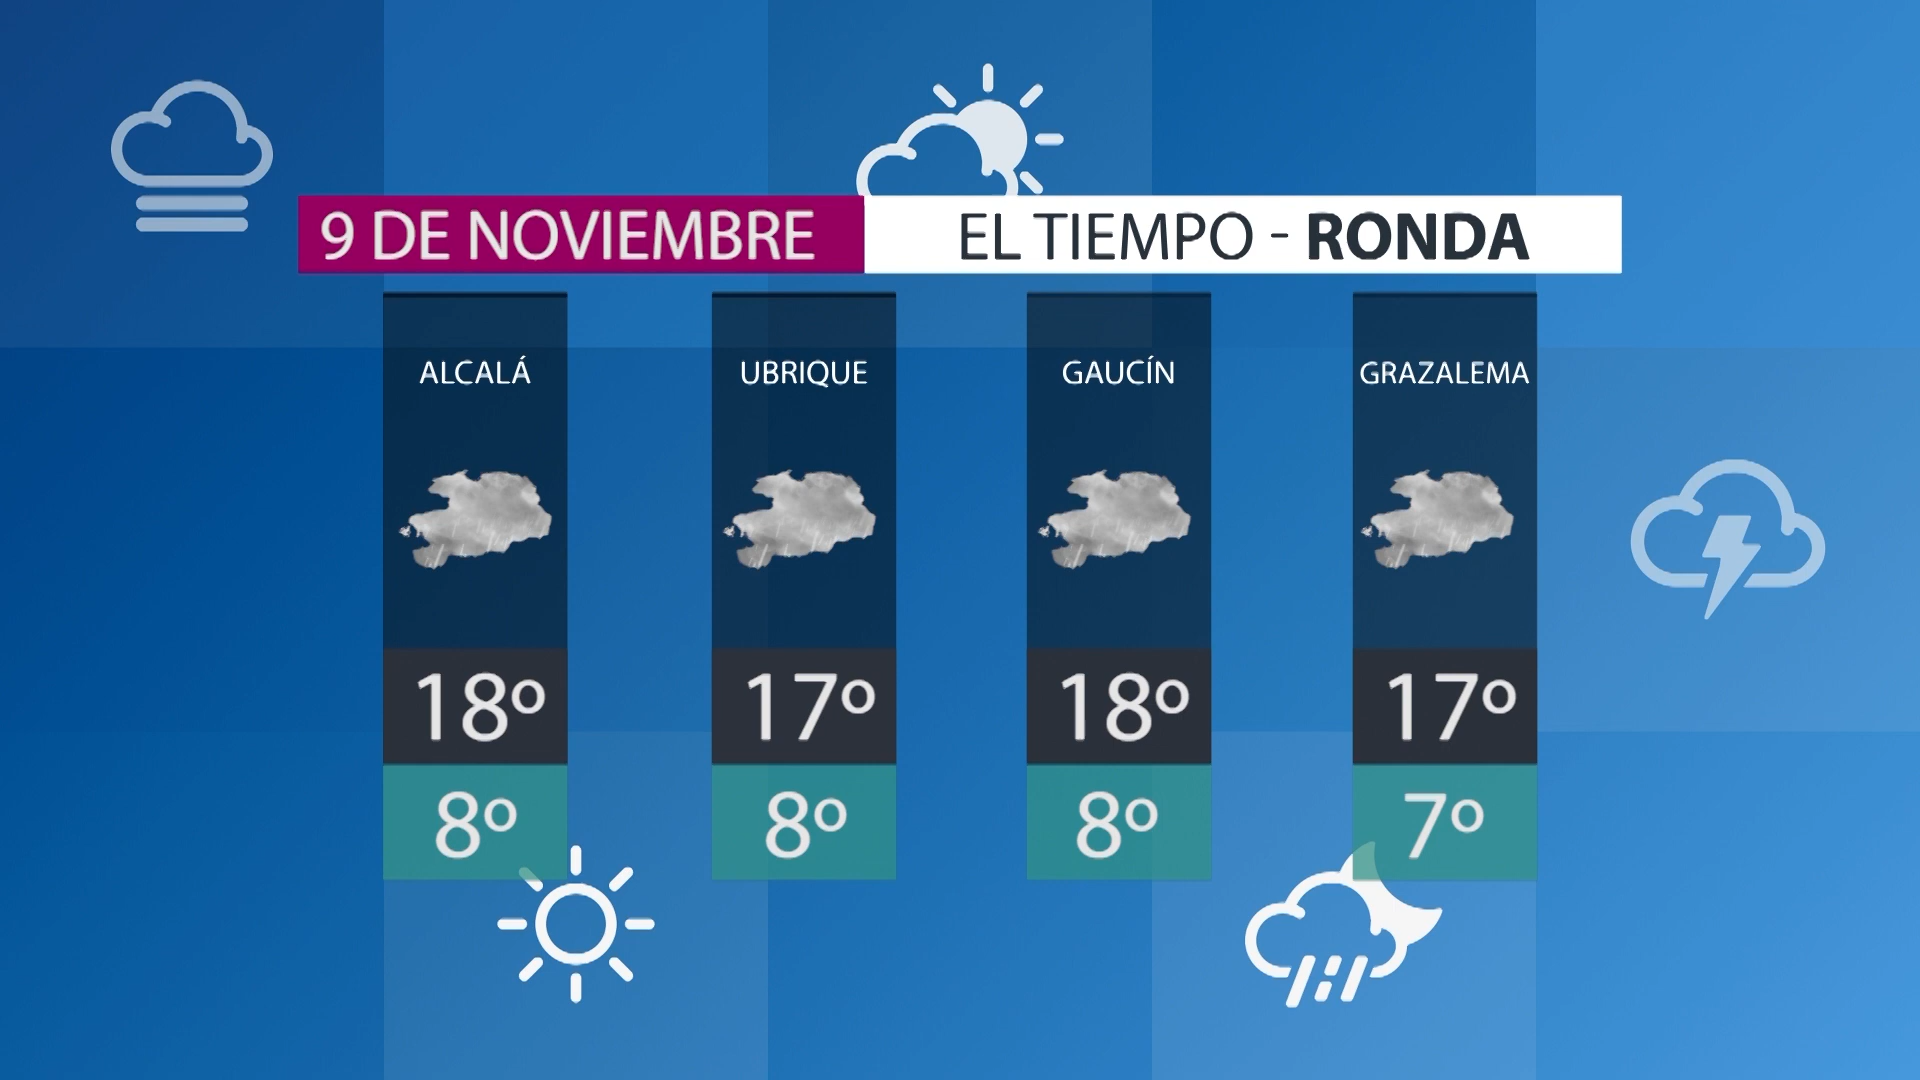 9 DE NOVIEMBRE
EL TIEMPO - RONDA
ALCALÁ
UBRIQUE
GAUCÍN
GRAZALEMA
18º
17º
18º
17º
8º
8º
8º
7º